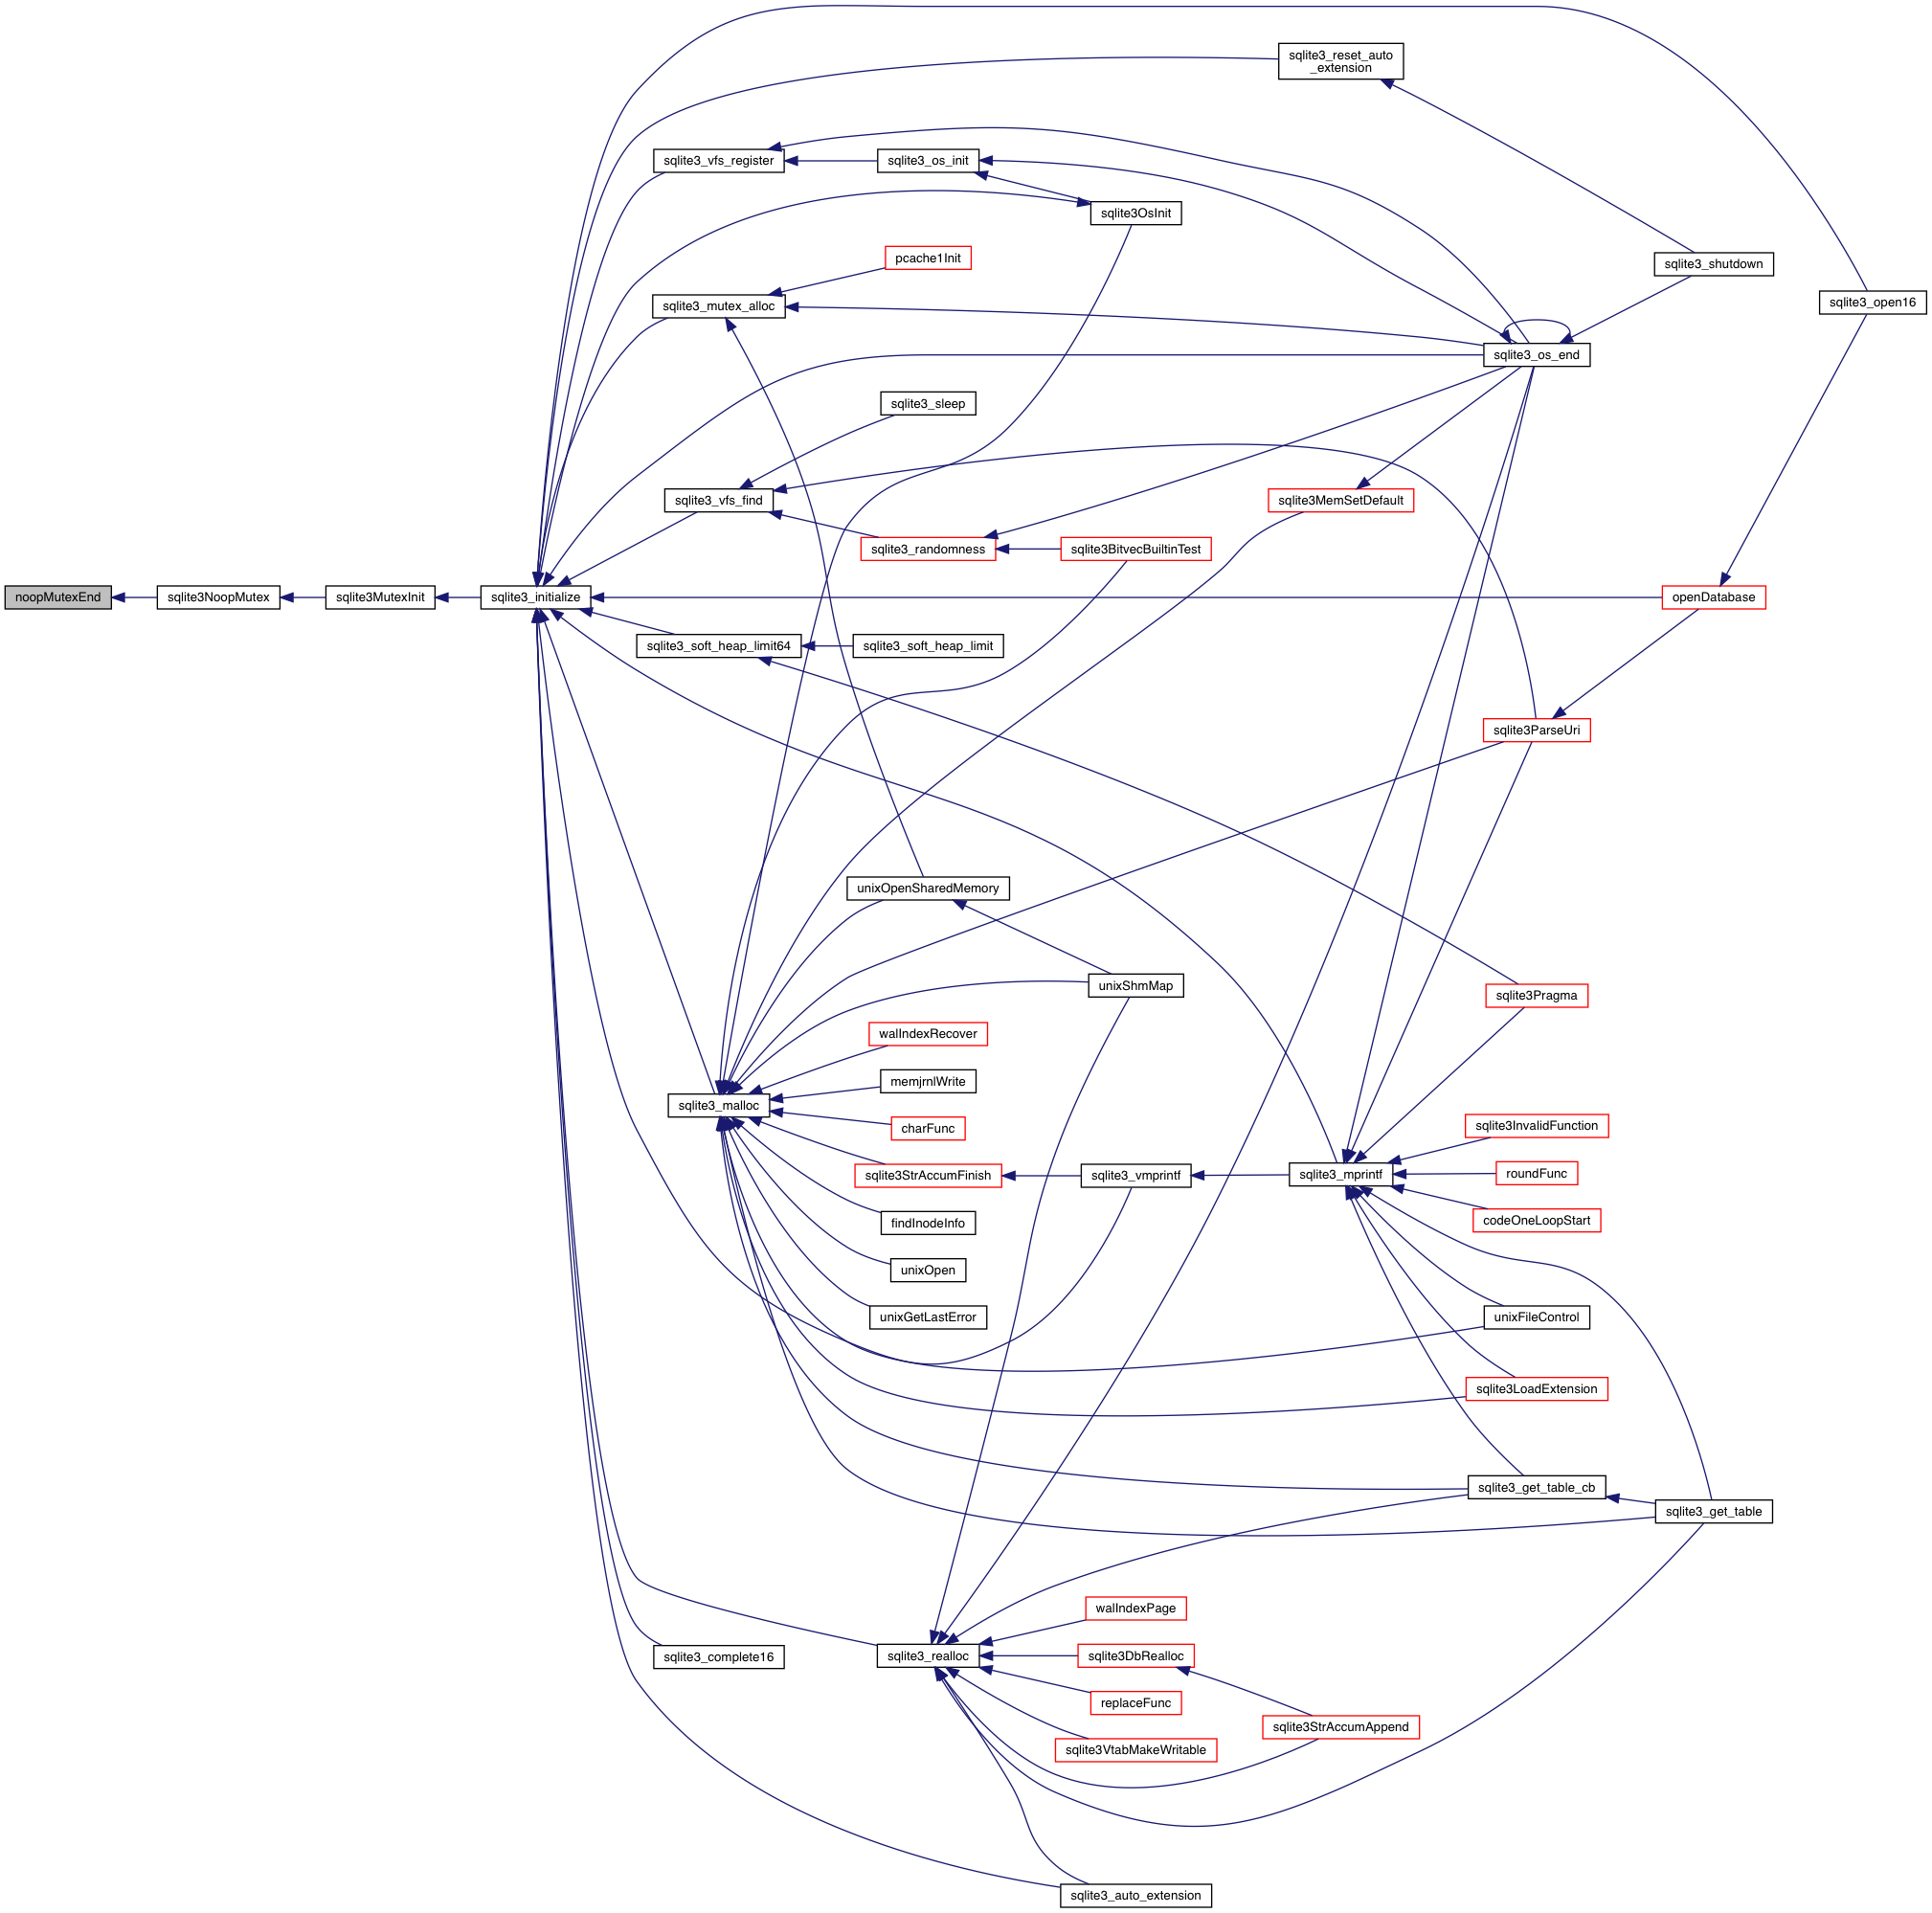 sqlite3_reset_auto
_extension
sqlite3_vfs_register
sqlite3_os_init
sqlite3OsInit
pcache1Init
sqlite3_shutdown
sqlite3_open16
sqlite3_mutex_alloc
sqlite3_os_end
sqlite3_sleep
sqlite3_vfs_find
sqlite3MemSetDefault
sqlite3_randomness
sqlite3BitvecBuiltinTest
noopMutexEnd
sqlite3NoopMutex
sqlite3MutexInit
sqlite3_initialize
openDatabase
sqlite3_soft_heap_limit64
sqlite3_soft_heap_limit
sqlite3ParseUri
unixOpenSharedMemory
unixShmMap
sqlite3Pragma
walIndexRecover
memjrnlWrite
sqlite3_malloc
charFunc
sqlite3InvalidFunction
sqlite3StrAccumFinish
sqlite3_vmprintf
sqlite3_mprintf
roundFunc
findInodeInfo
codeOneLoopStart
unixOpen
unixGetLastError
unixFileControl
sqlite3LoadExtension
sqlite3_get_table_cb
sqlite3_get_table
walIndexPage
sqlite3_complete16
sqlite3_realloc
sqlite3DbRealloc
replaceFunc
sqlite3StrAccumAppend
sqlite3VtabMakeWritable
sqlite3_auto_extension